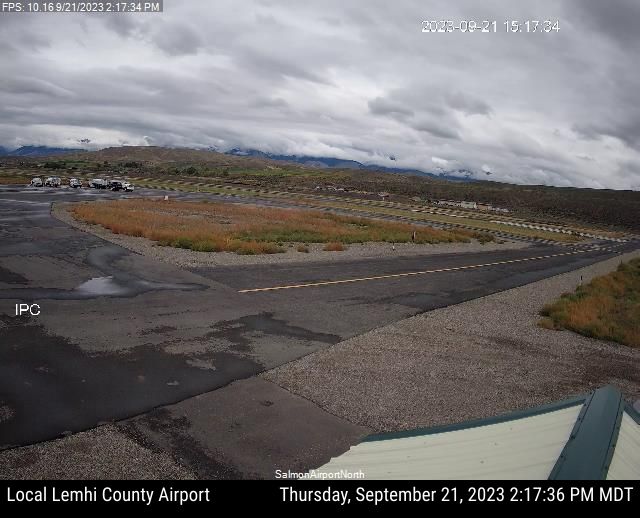 FPS: 10.16 9/21/2023 2:17:34 PM
2023-09-21 15:17:34
IPC
SalmonAirportNorth
Local Lemhi County Airport Thursday, September 21, 2023 2:17:36 PM MDT